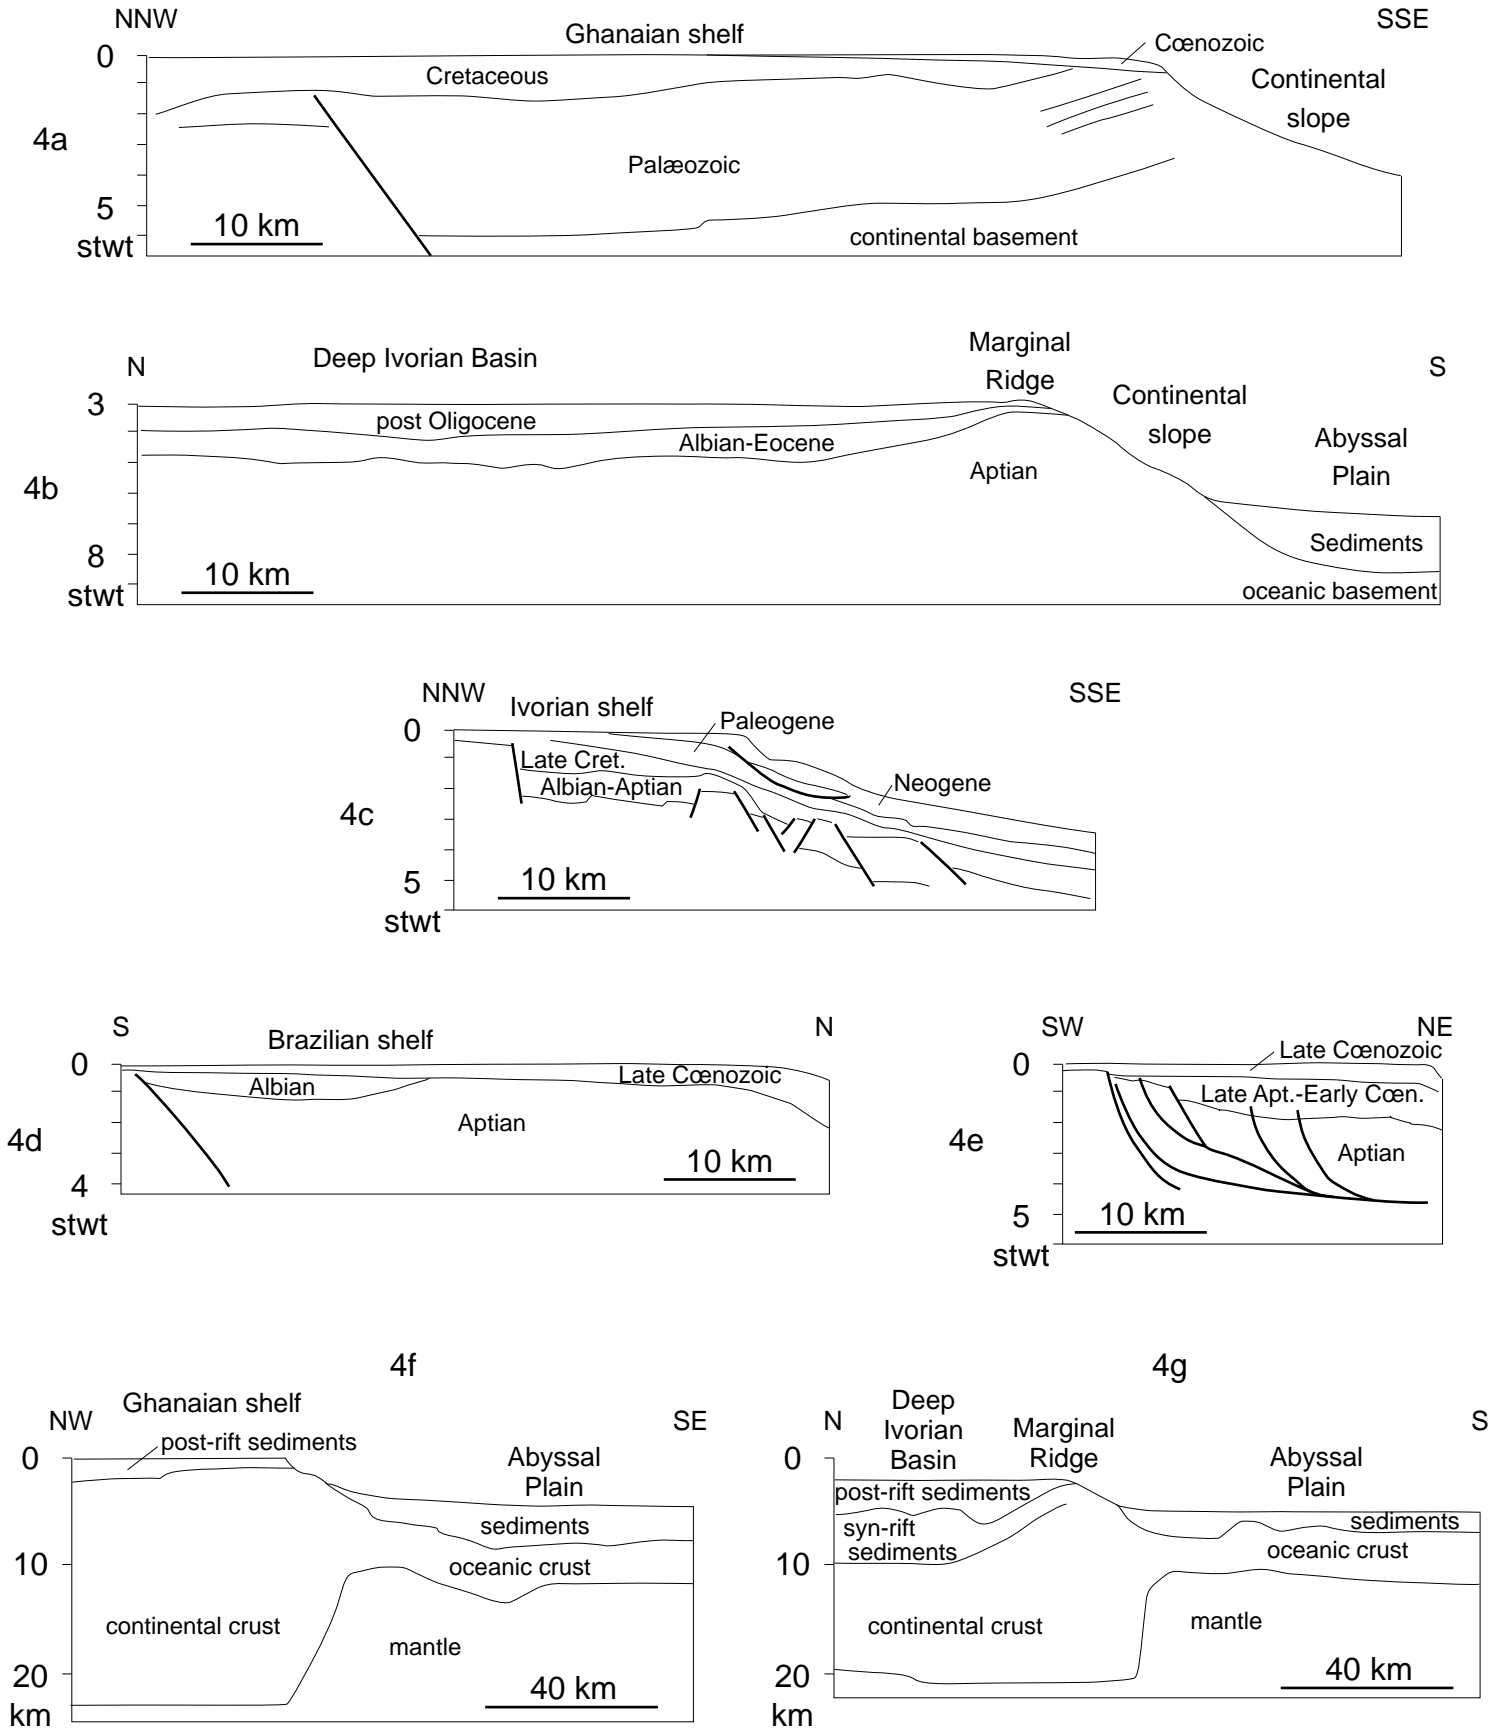 NNW
Ghanaian shelf
SSE
0
Cretaceous
Cœnozoic
Continental
slope
4a
Palæozoic
5
stwt
10 km
continental basement
N
Deep Ivorian Basin
Marginal
Ridge
Continental
slope
S
Abyssal
Plain
3
post Oligocene
Albian-Eocene
Aptian
4b
8
stwt
10 km
Sediments
oceanic basement
NNW
Ivorian shelf
SSE
Paleogene
0
Late Cret.
Albian-Aptian
Neogene
4c
5
stwt
10 km
S
Brazilian shelf
N
0
Albian
Late Cœnozoic
Aptian
4d
4
stwt
10 km
SW
NE
0
Late Cœnozoic
Late Apt.-Early Cœn.
4e
Aptian
5
stwt
10 km
4f
NW
Ghanaian shelf
SE
post-rift sediments
0
Abyssal
Plain
sediments
10
oceanic crust
continental crust
mantle
20
km
40 km
4g
N
Deep
Ivorian
Basin
Marginal
Ridge
S
0
Abyssal
Plain
post-rift sediments
syn-rift
sediments
sediments
10
oceanic crust
continental crust
mantle
20
km
40 km